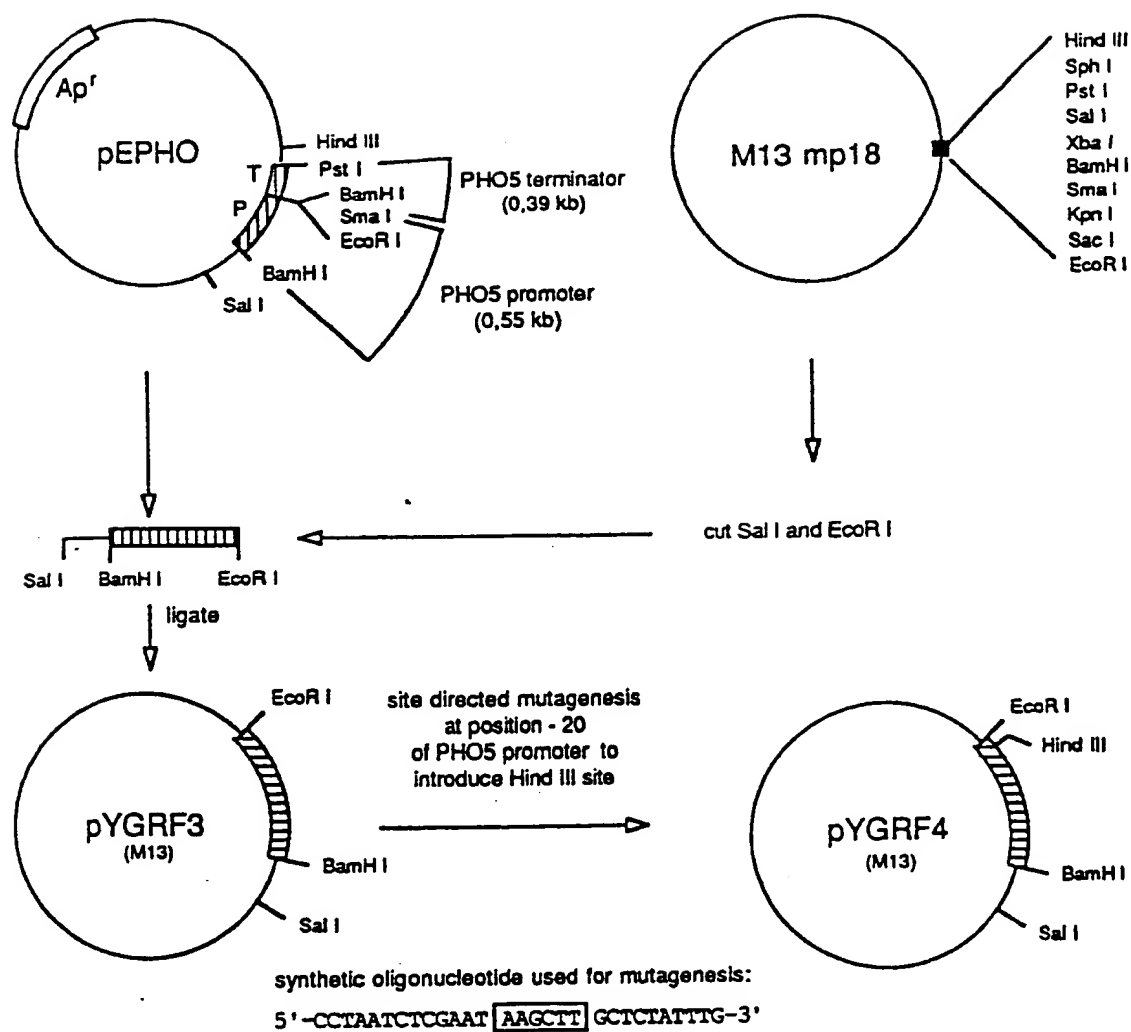 Ap^r
pEPHO
Hind III
T
Pst I
P
BamH I
Sma I
EcoR I
BamH I
Sal I
PHO5 terminator
(0,39 kb)
PHO5 promoter
(0,55 kb)
M13 mp18
Hind III
Sph I
Pst I
Sal I
Xba I
BamH I
Sma I
Kpn I
Sac I
EcoR I
cut Sal I and EcoR I
Sal I BamH I EcoR I
ligate
EcoR I
pYGRF3
(M13)
BamH I
Sal I
site directed mutagenesis
at position - 20
of PHO5 promoter to
introduce Hind III site
EcoR I
Hind III
pYGRF4
(M13)
BamH I
Sal I
synthetic oligonucleotide used for mutagenesis:
5'-CCTAATCTCGAAT AAGCTT GCTCTATTTG-3'